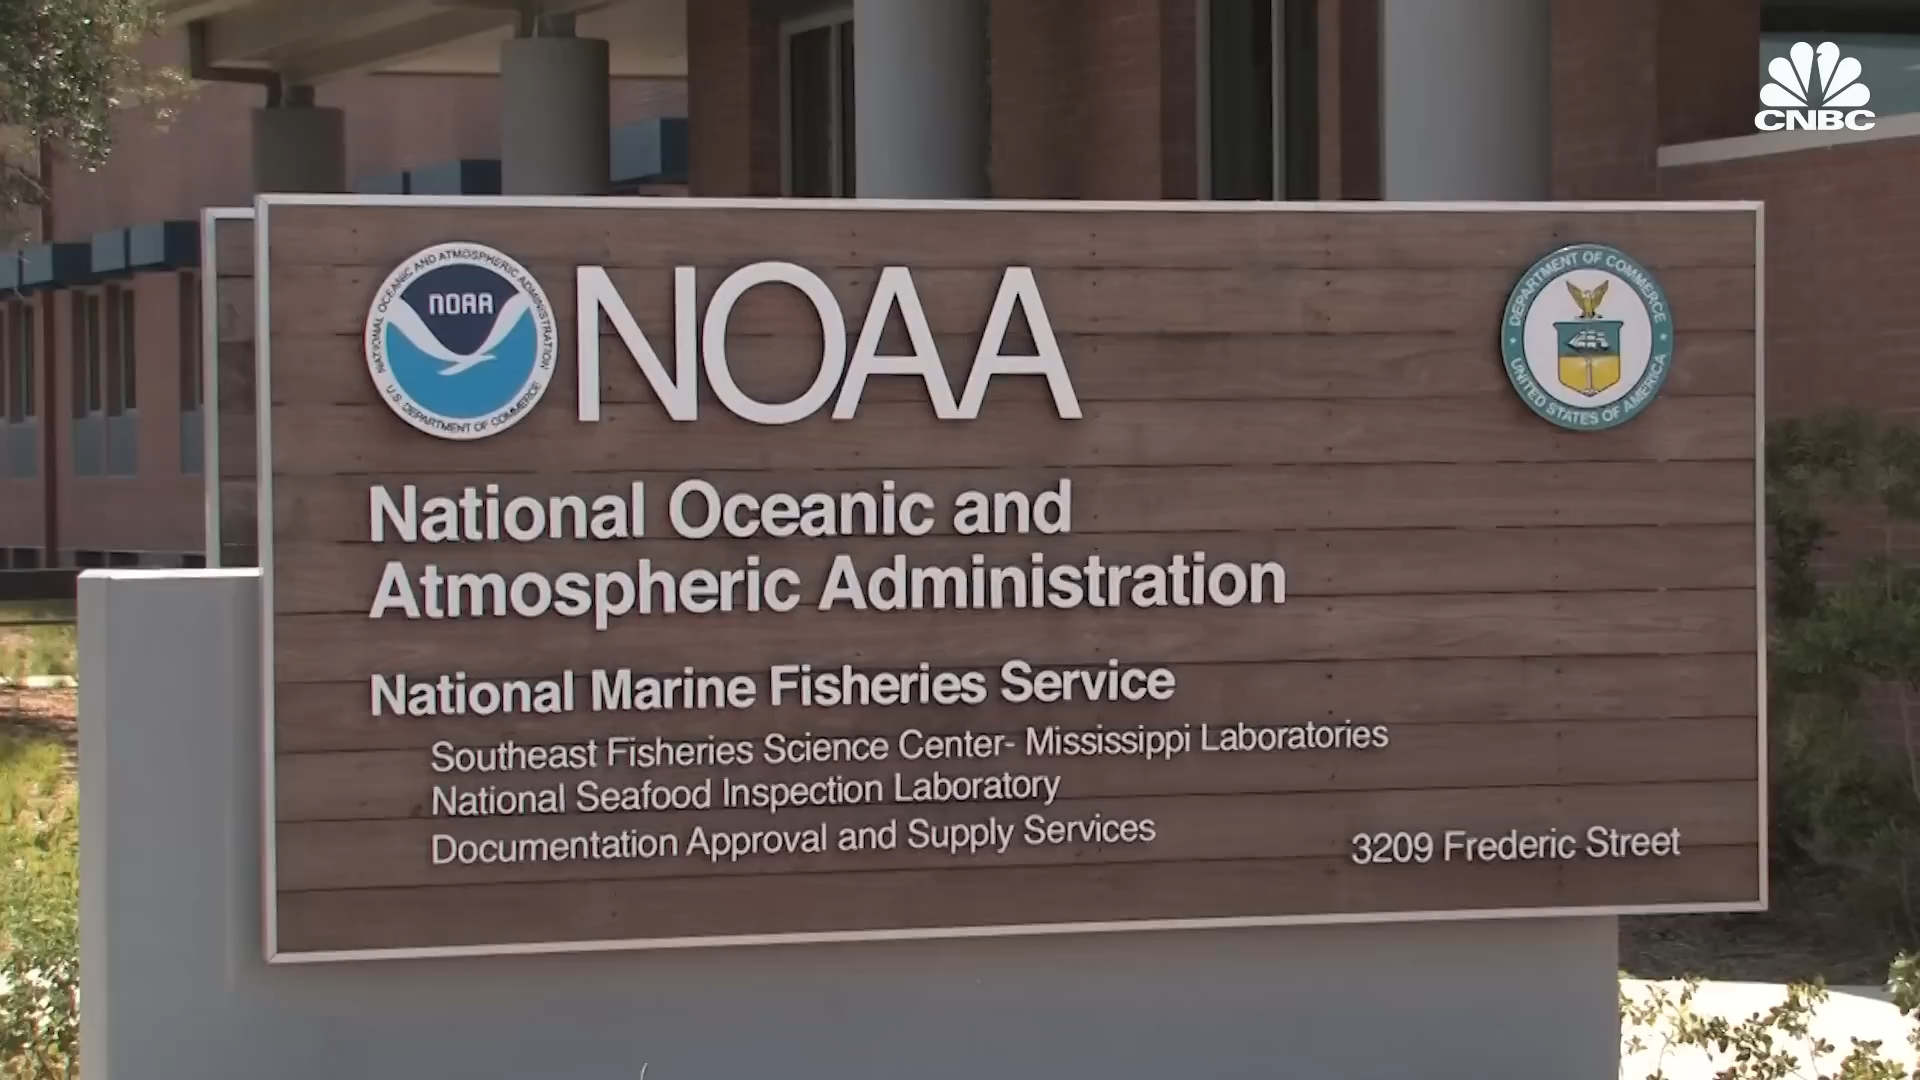 CNBC
NATIONAL OCEANIC AND ATMOSPHERIC ADMINISTRATION
NOAA
U.S. DEPARTMENT OF COMMERCE
NOAA
DEPARTMENT OF COMMERCE
UNITED STATES OF AMERICA
National Oceanic and
Atmospheric Administration
National Marine Fisheries Service
Southeast Fisheries Science Center- Mississippi Laboratories
National Seafood Inspection Laboratory
Documentation Approval and Supply Services
3209 Frederic Street